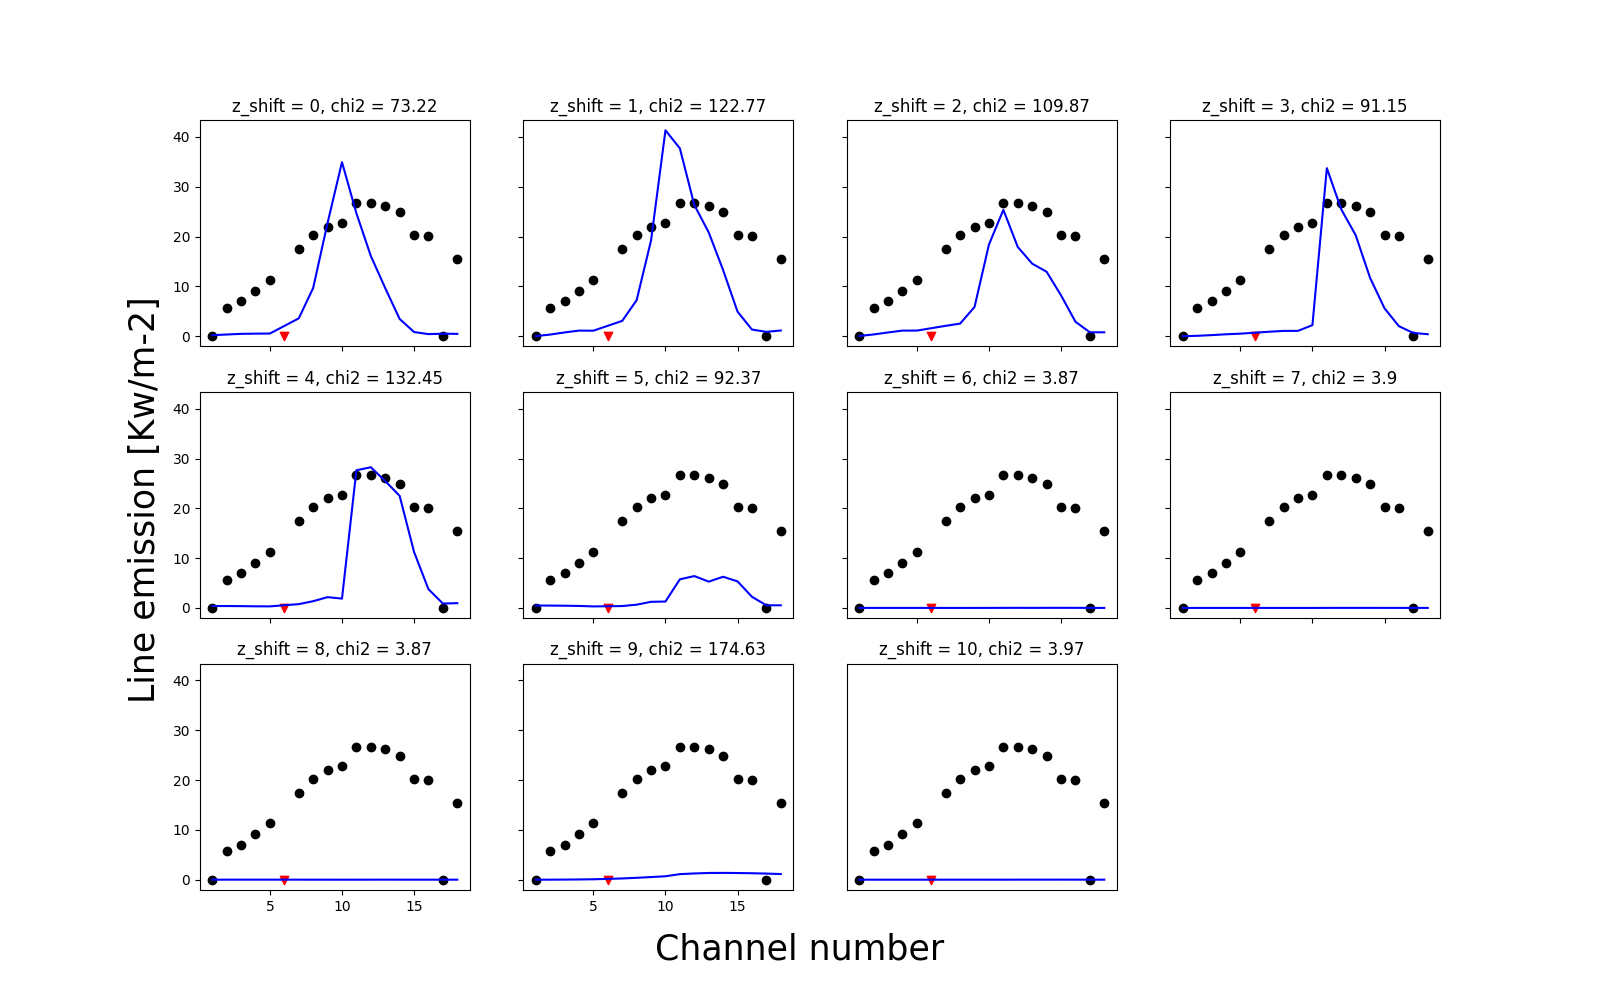 z_shift = 0, chi2 = 73.22
z_shift = 1, chi2 = 122.77
z_shift = 2, chi2 = 109.87
z_shift = 3, chi2 = 91.15
40
30
20
10
0
z_shift = 4, chi2 = 132.45
z_shift = 5, chi2 = 92.37
z_shift = 6, chi2 = 3.87
z_shift = 7, chi2 = 3.9
40
30
20
10
0
z_shift = 8, chi2 = 3.87
z_shift = 9, chi2 = 174.63
z_shift = 10, chi2 = 3.97
40
30
20
10
0
5 10 15
5 10 15
Line emission [Kw/m-2]
Channel number